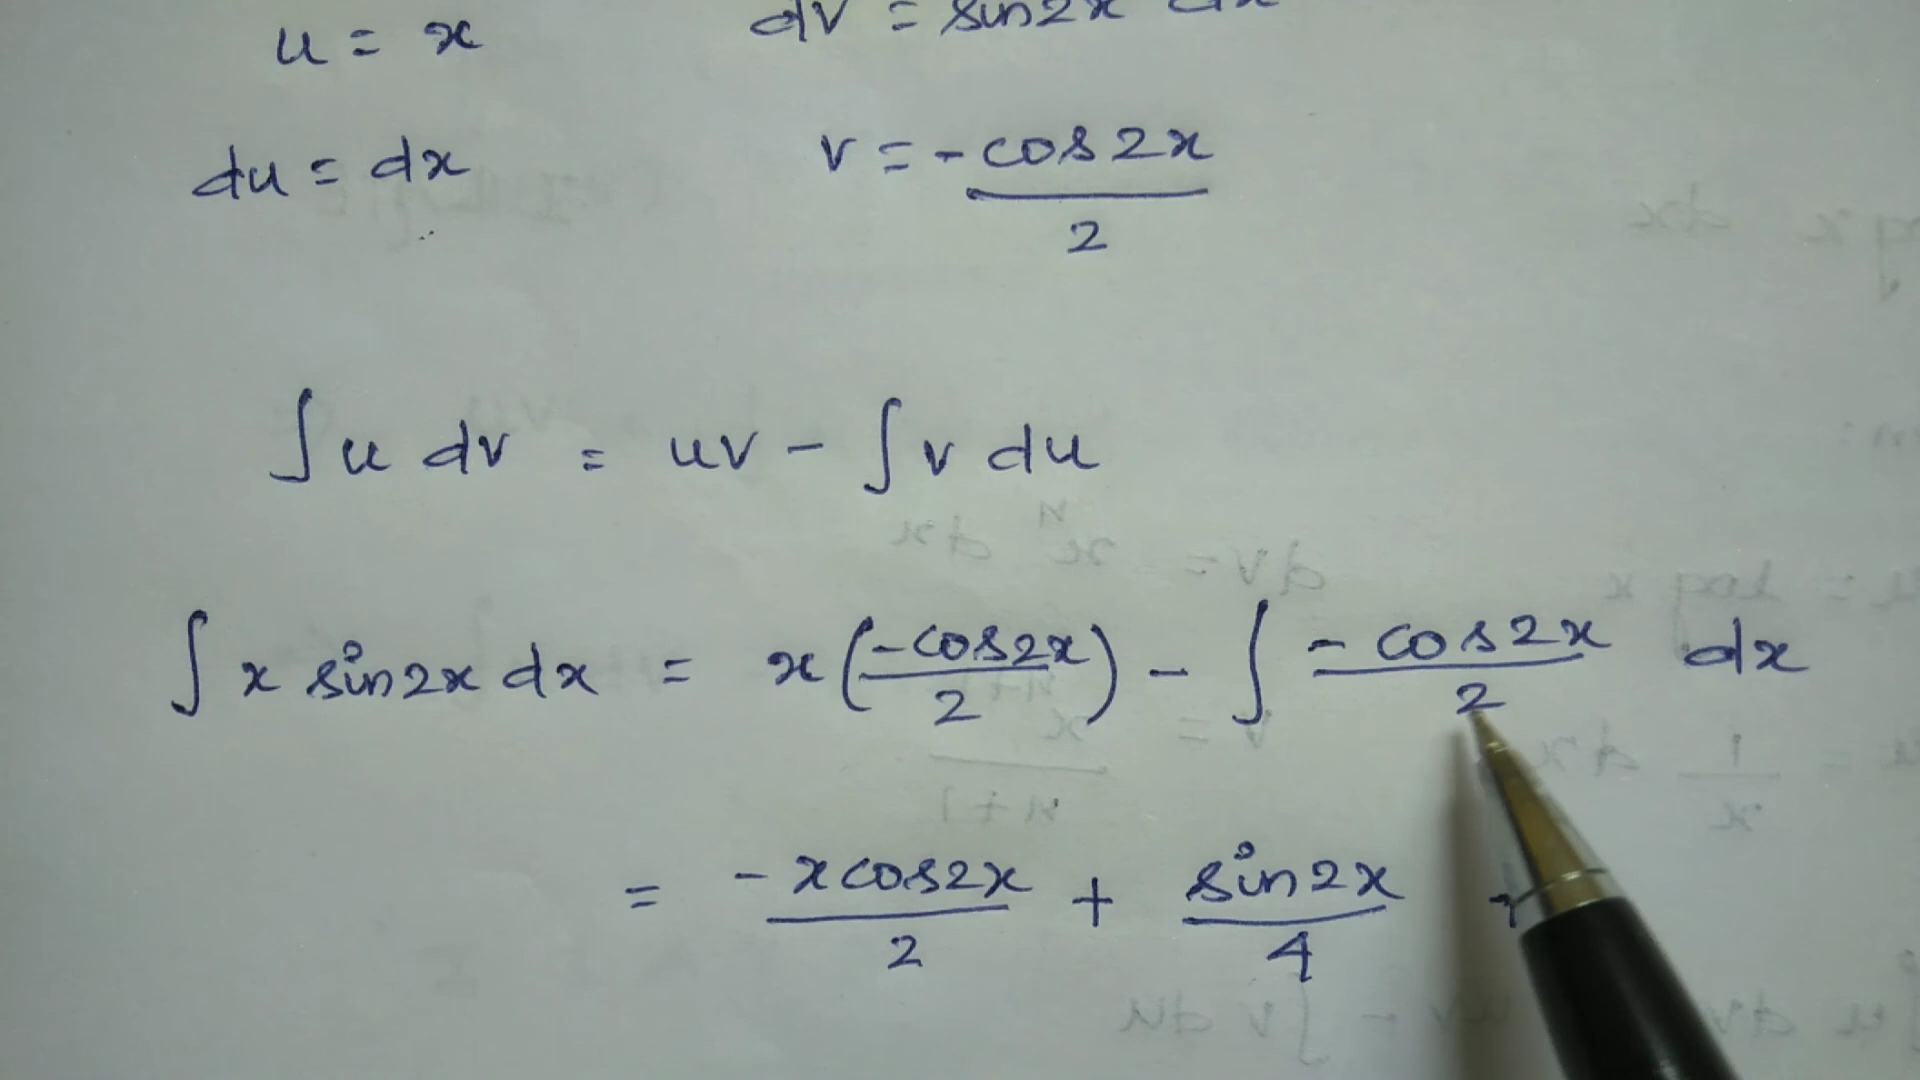 u = x dv = sin2x dx
du = dx v = -cos2x/2
∫ u dv = uv - ∫ v du
∫ x sin2x dx = x(-cos2x/2) - ∫ -cos2x/2 dx
= -xcos2x/2 + sin2x/4 +